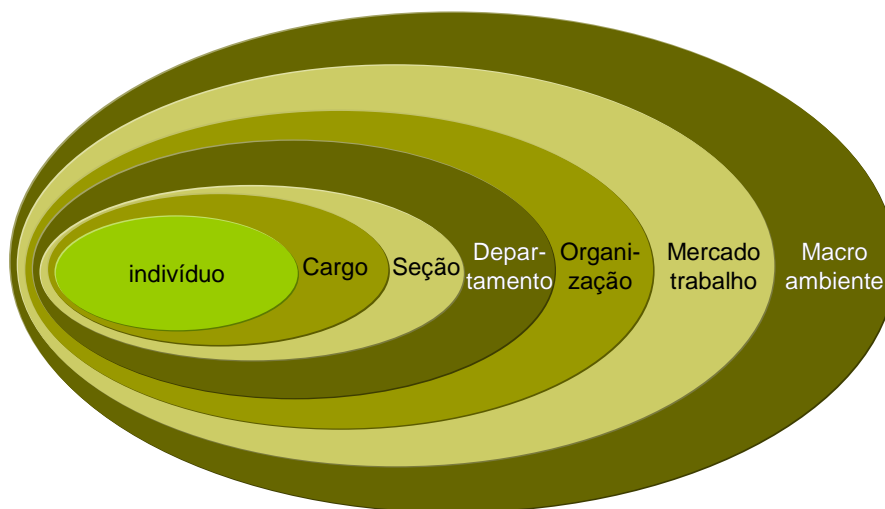 indivíduo
Cargo
Seção
Depar-
tamento
Organi-
zação
Mercado
trabalho
Macro
ambiente